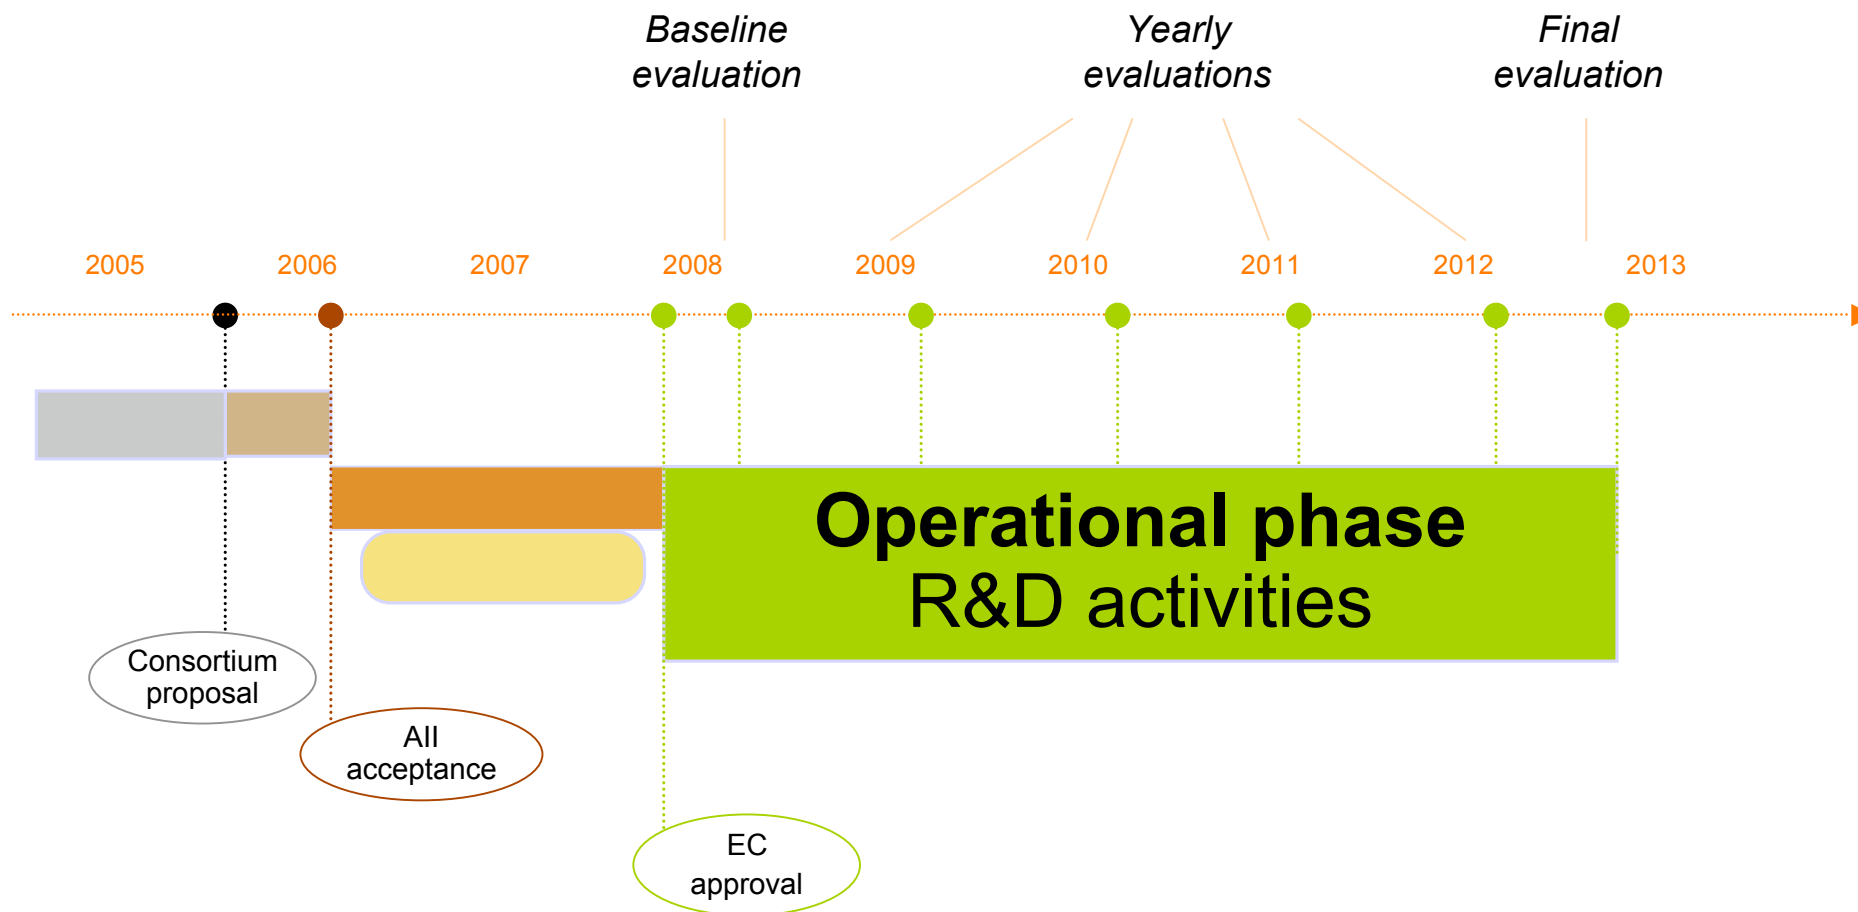 Baseline
evaluation
Yearly
evaluations
Final
evaluation
2005
2006
2007
2008
2009
2010
2011
2012
2013
Operational phase
R&D activities
Consortium
proposal
AII
acceptance
EC
approval